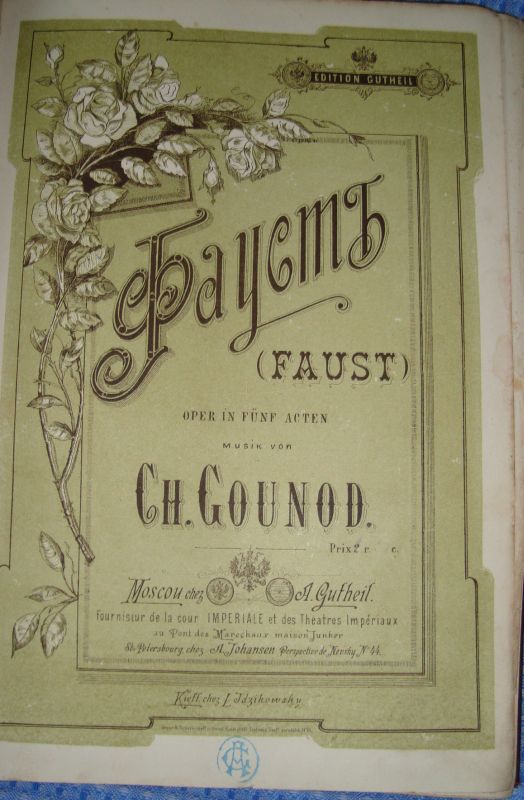 EDITION GUTHEIL
Фаустъ
(FAUST)
OPER IN FÜNF ACTEN
MUSIK VON
CH. GOUNOD.
Prix 2 r. c.
Moscou chez A. Gutheil.
Fournisseur de la cour IMPÉRIALE et des Théatres Impériaux
au Pont des Maréchaux maison Junker
St. Petersbourg, chez A. Johansen Perspective de Nevsky N 44.
Kieff, chez L. Idzikowsky